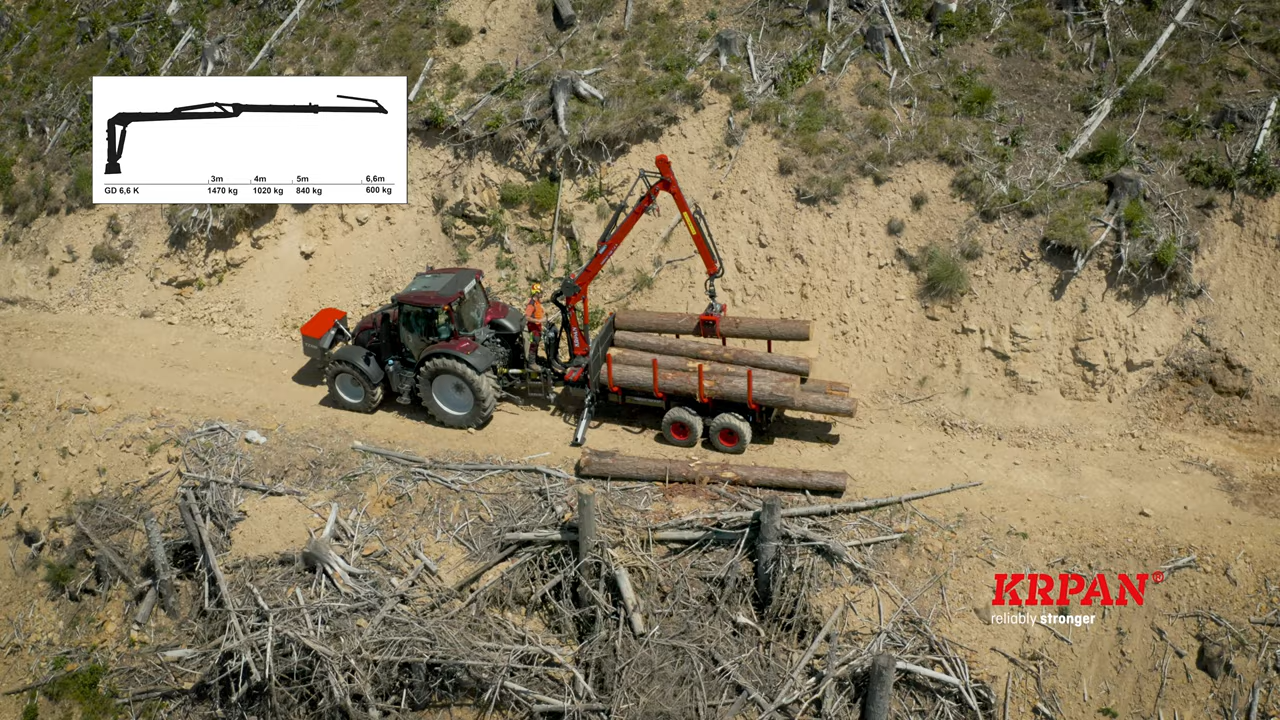 3m 4m 5m 6,6m
GD 6,6 K 1470 kg 1020 kg 840 kg 600 kg
KRPAN®
reliably stronger